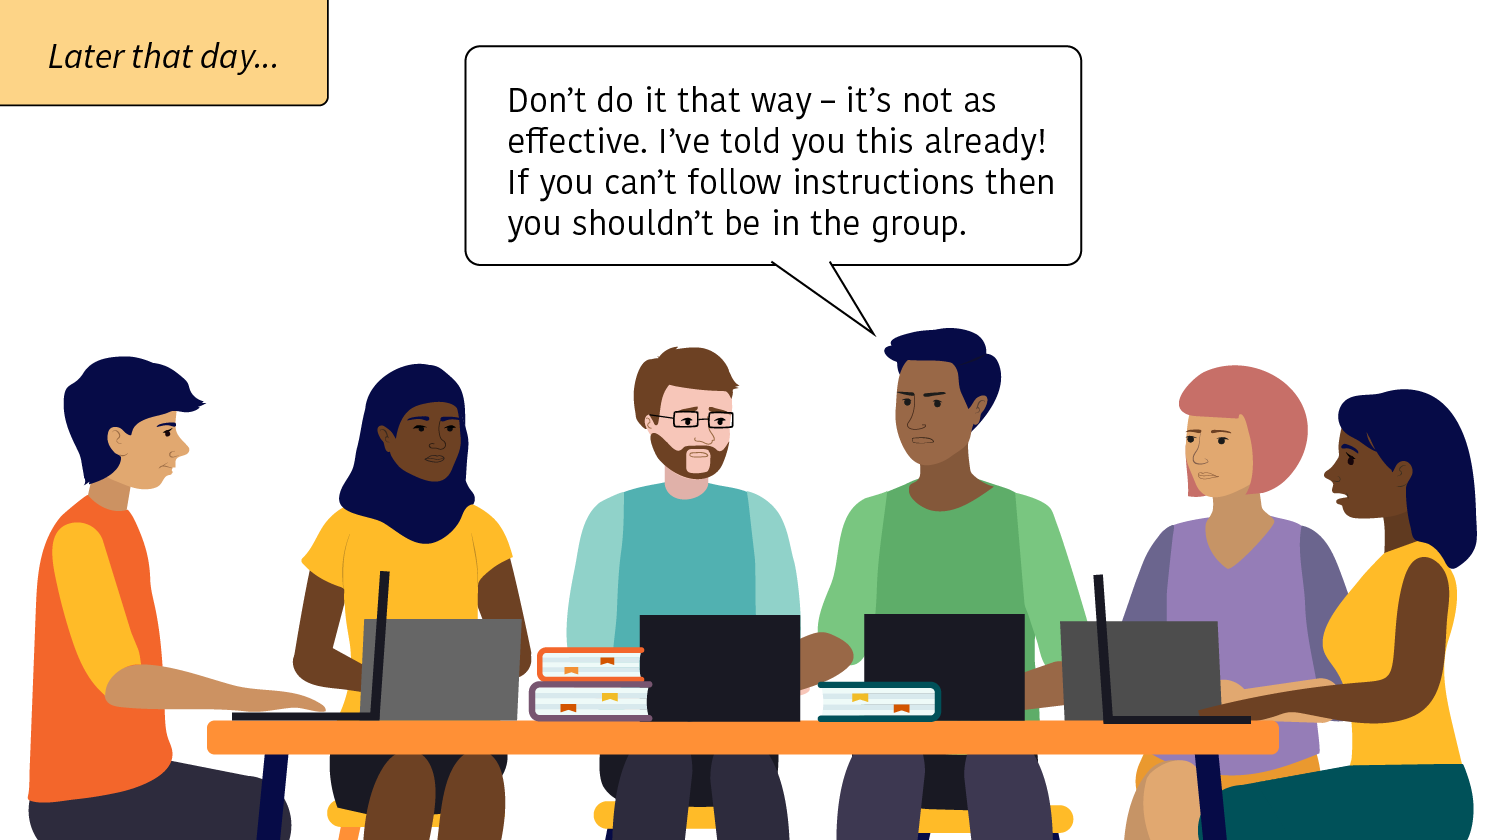 Later that day...
Don’t do it that way – it’s not as
effective. I’ve told you this already!
If you can’t follow instructions then
you shouldn’t be in the group.